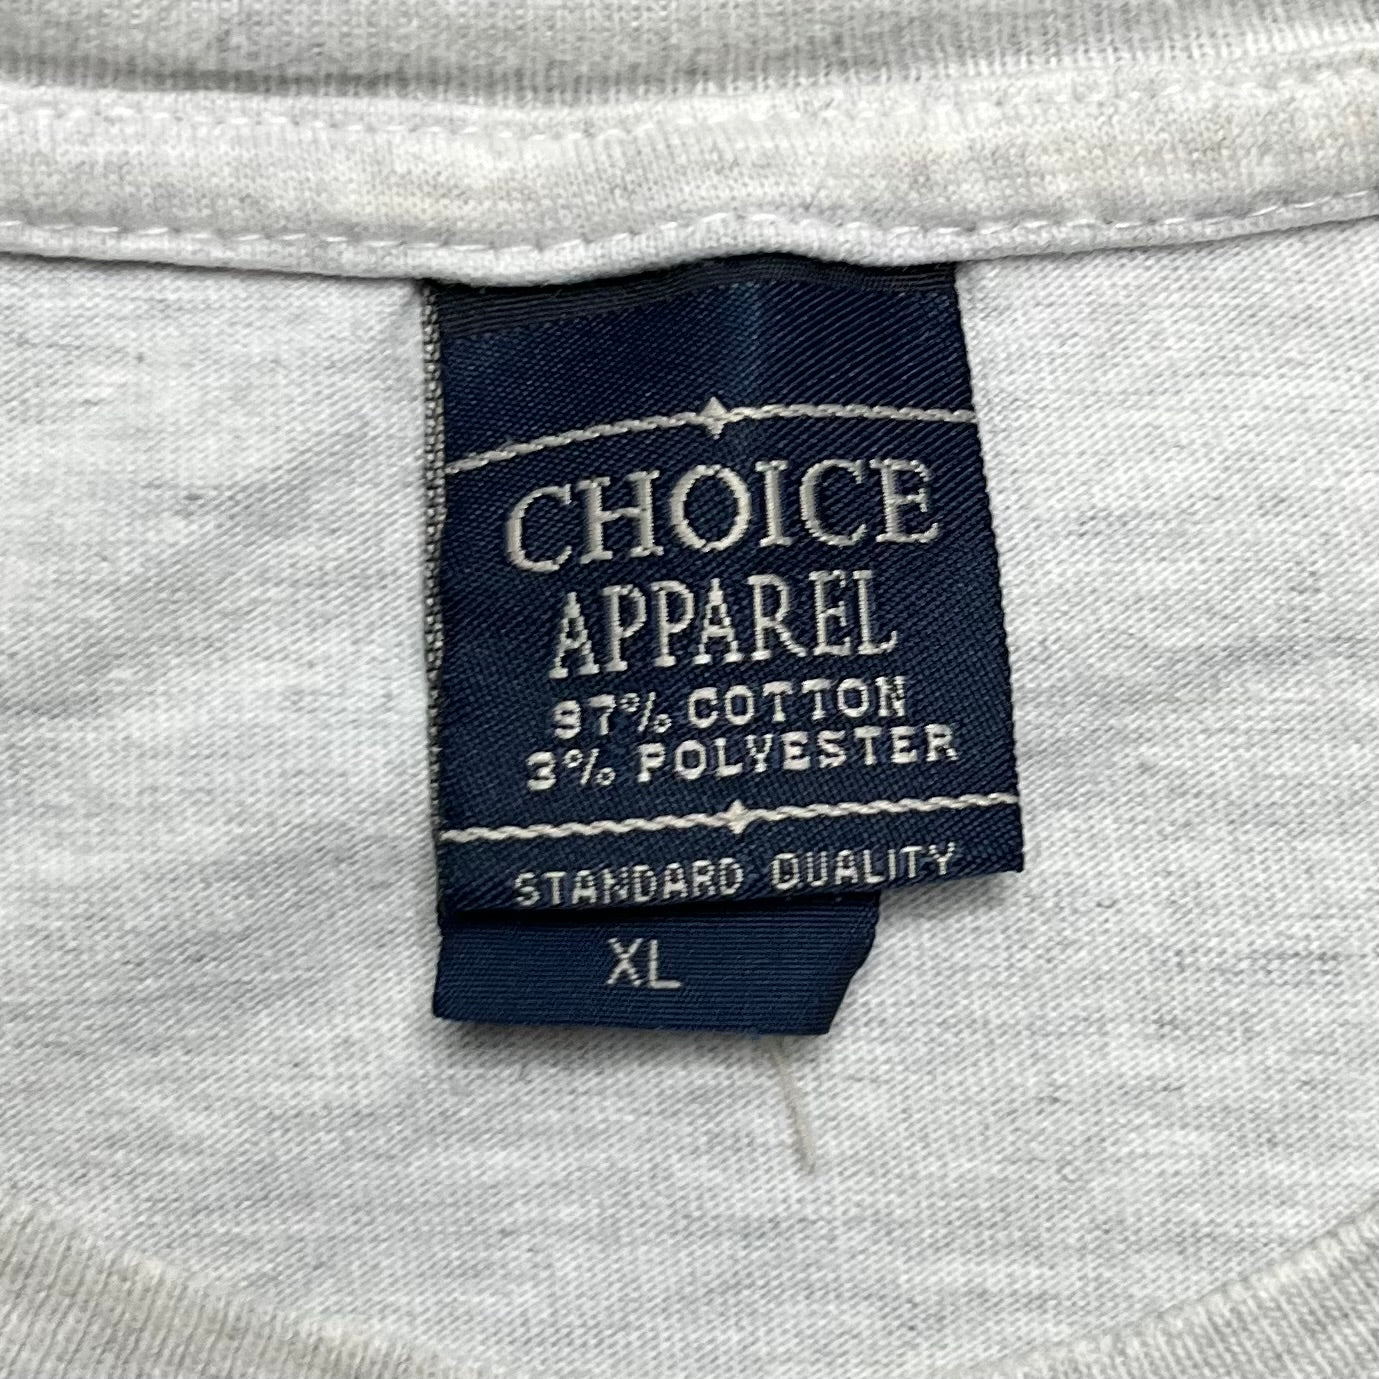 CHOICE
APPAREL
97% COTTON
3% POLYESTER
STANDARD QUALITY
XL